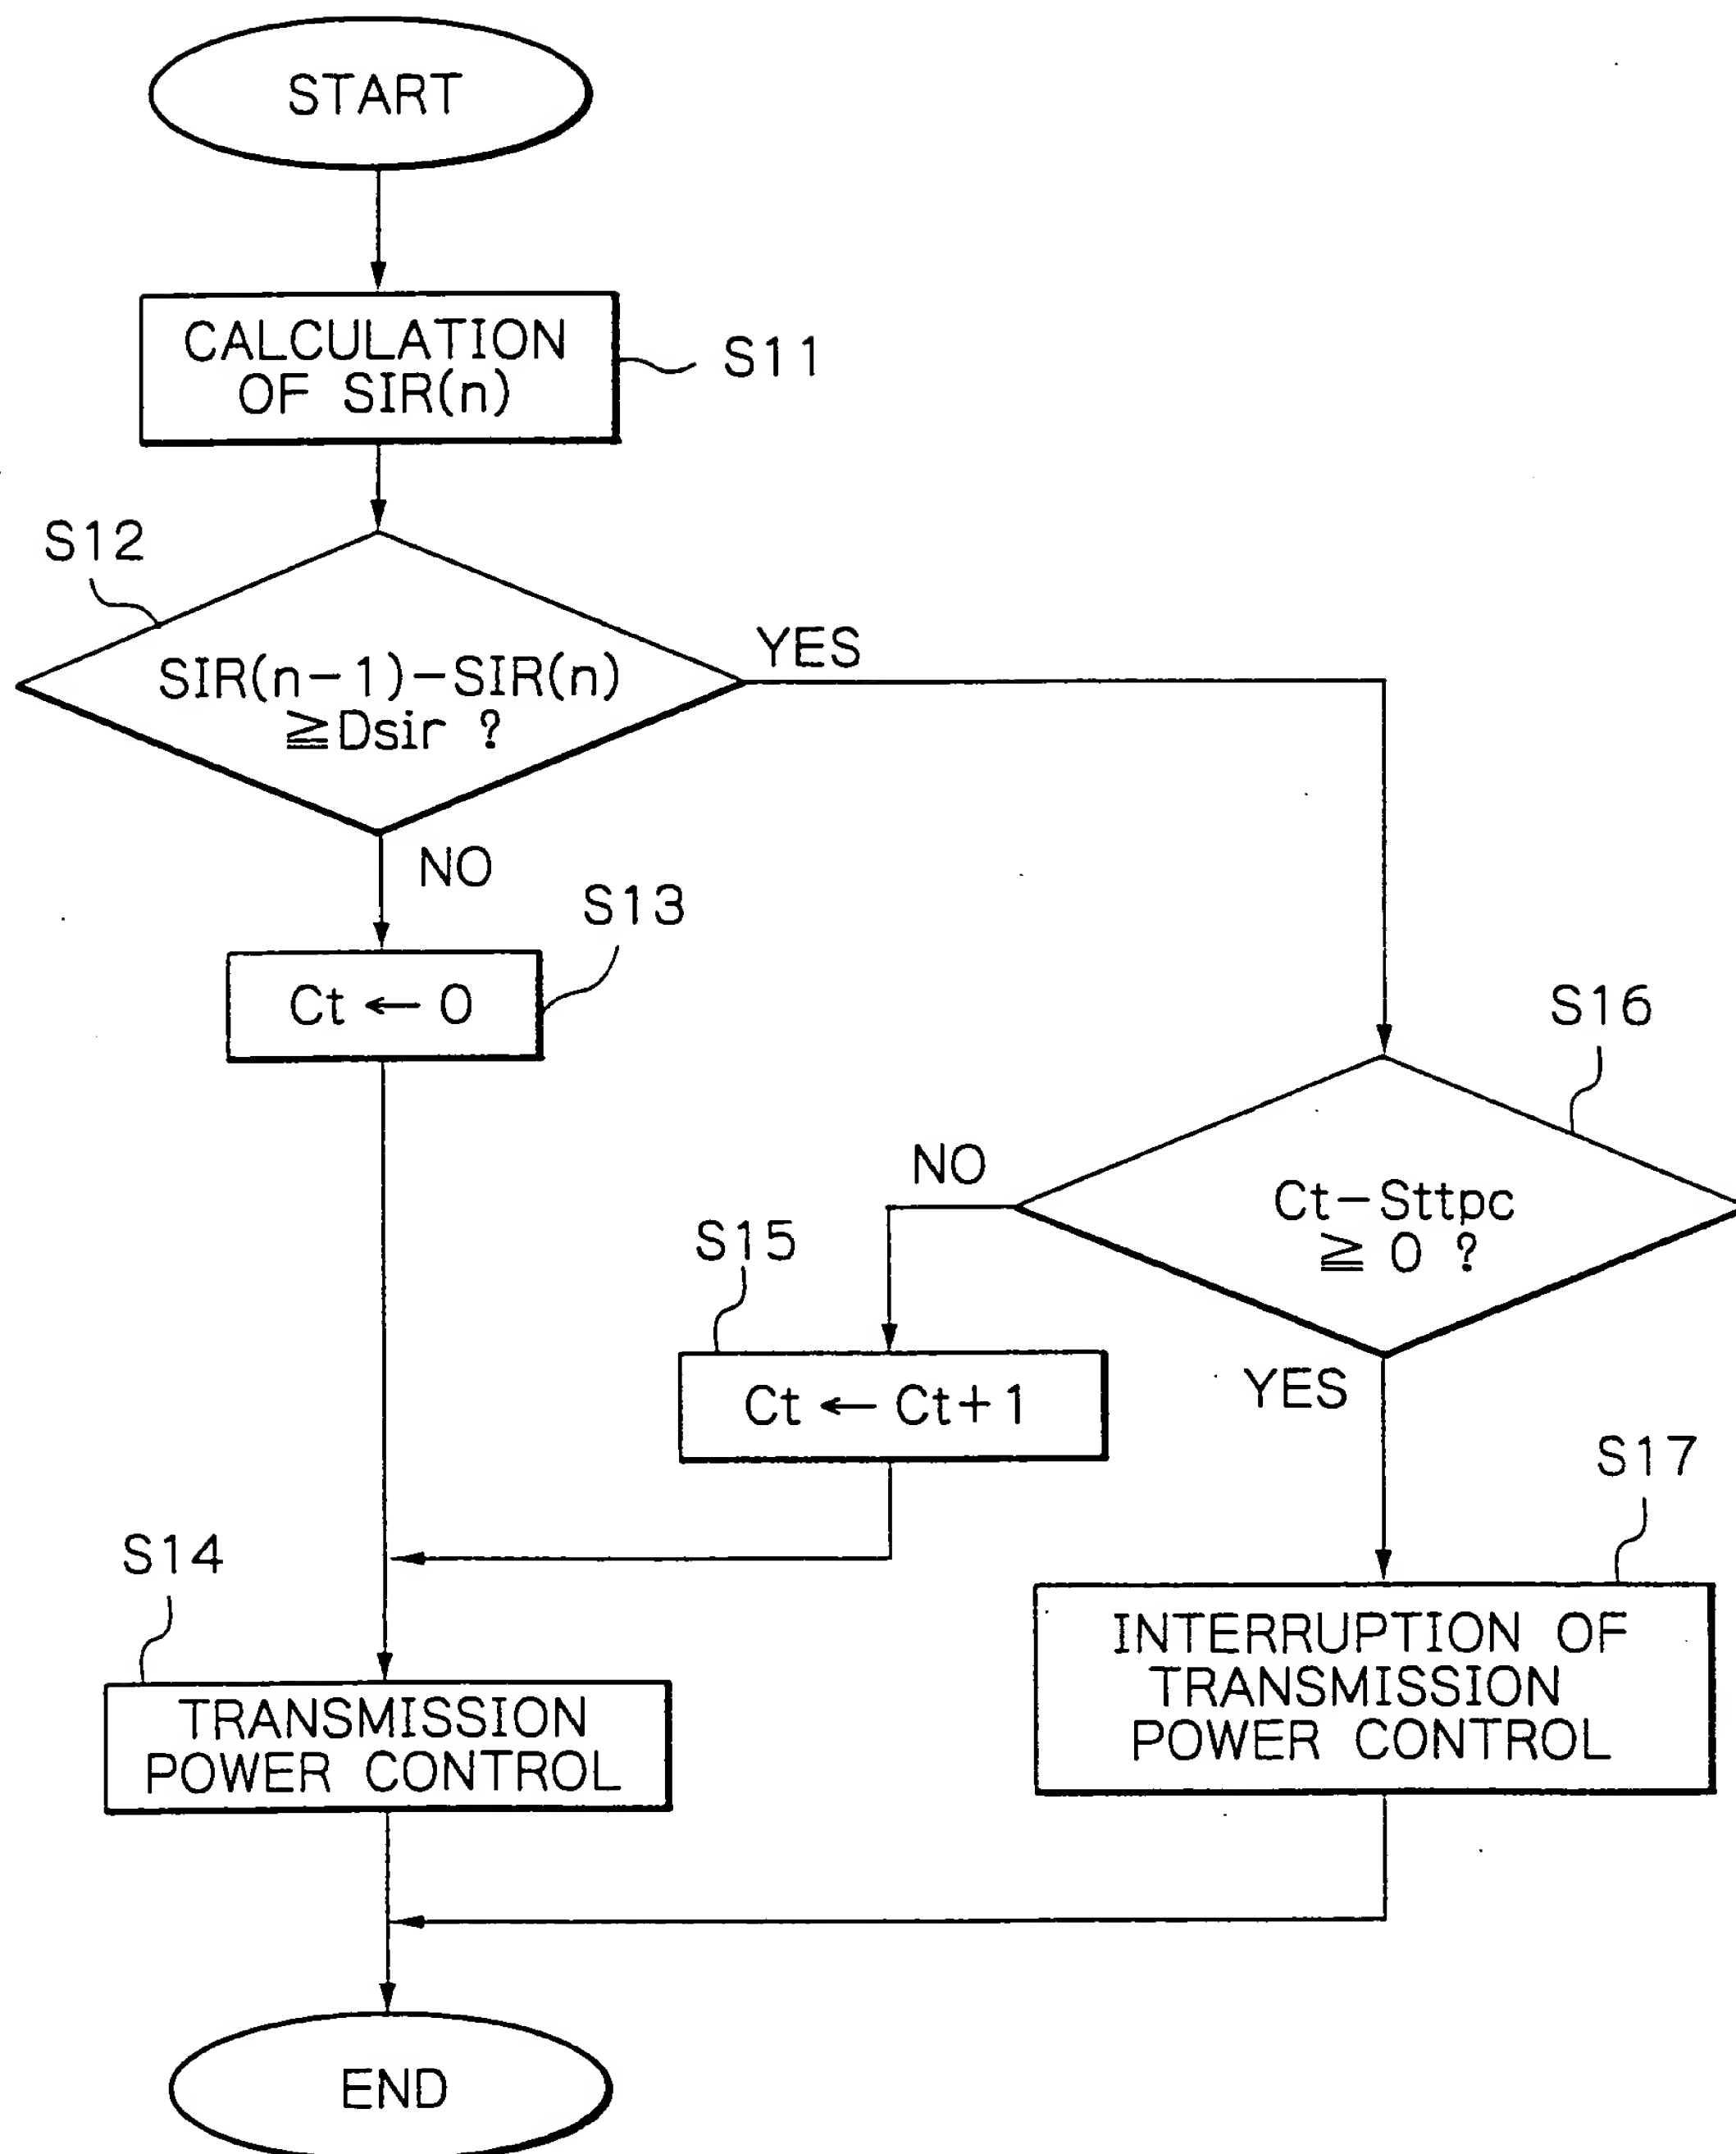 START
CALCULATION
OF SIR(n)
S11
S12
SIR(n-1)-SIR(n)
≧Dsir ?
YES
NO
S13
Ct ← 0
S16
Ct-Sttpc
≧ 0 ?
NO
YES
S15
Ct ← Ct+1
S17
INTERRUPTION OF
TRANSMISSION
POWER CONTROL
S14
TRANSMISSION
POWER CONTROL
END